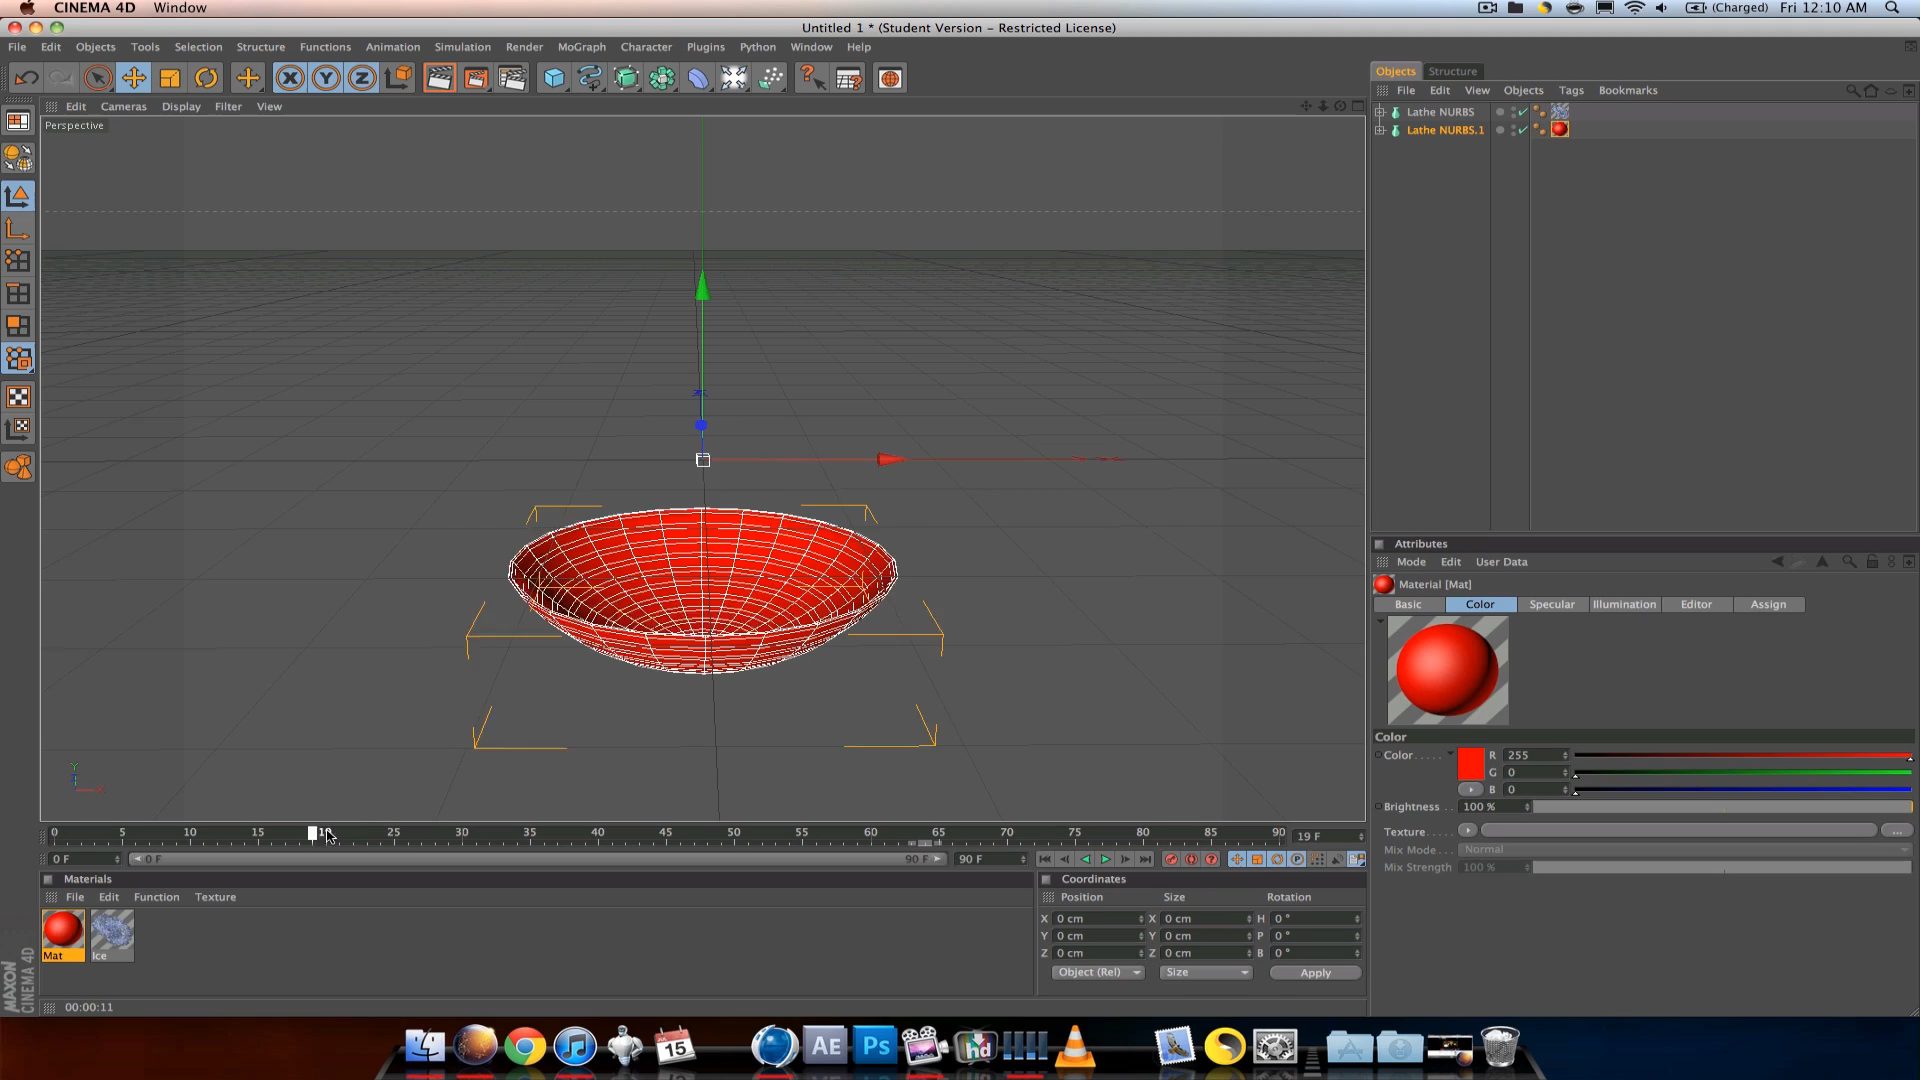 CINEMA 4D Window (Charged) Fri 12:10 AM
Untitled 1 * (Student Version – Restricted License)
File Edit Objects Tools Selection Structure Functions Animation Simulation Render MoGraph Character Plugins Python Window Help
Objects Structure
File Edit View Objects Tags Bookmarks
Edit Cameras Display Filter View
Perspective
Lathe NURBS
Lathe NURBS.1
Attributes
Mode Edit User Data
Material [Mat]
Basic Color Specular Illumination Editor Assign
Color
Color R 255
G 0
B 0
Brightness 100 %
Texture ...
Mix Mode Normal
Mix Strength 100 %
Y
X
0 5 10 15 25 30 35 40 45 50 55 60 65 70 75 80 85 90 19 F
0 F 0 F 90 F 90 F
Materials
File Edit Function Texture
Mat Ice
Coordinates
Position Size Rotation
X 0 cm X 0 cm H 0 °
Y 0 cm Y 0 cm P 0 °
Z 0 cm Z 0 cm B 0 °
Object (Rel) Size Apply
MAXON
CINEMA 4D
00:00:11
15 AE Ps hd